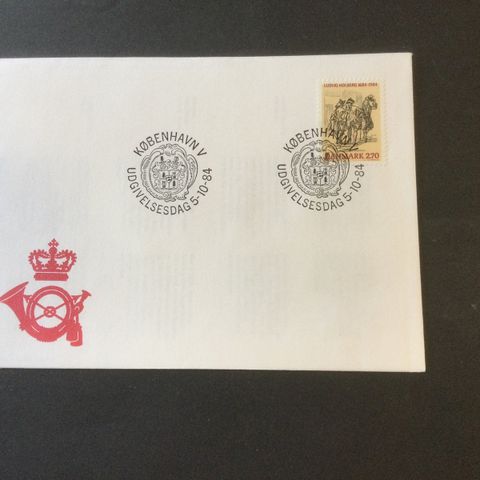 LUDVIG HOLBERG 1684-1984
DANMARK 2.70
KØBENHAVN V
UDGIVELSESDAG 5-10-84
KØBENHAVN V
UDGIVELSESDAG 5-10-84